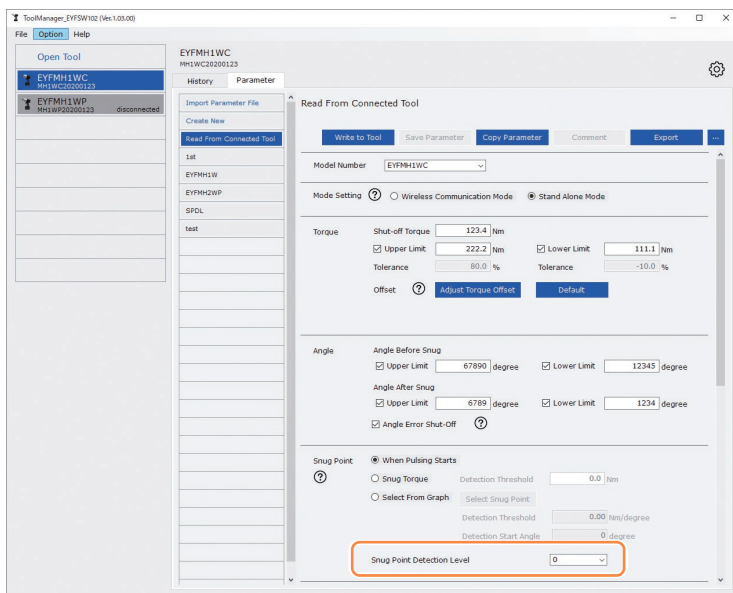 ToolManager_EYFSW102 (Ver.1.03.00)
File Option Help
Open Tool
EYFMH1WC
MH1WC20200123
EYFMH1WP
MH1WP20200123 disconnected
EYFMH1WC
MH1WC20200123
History Parameter
Import Parameter File
Create New
Read From Connected Tool
1st
EYFMH1W
EYFMH2WP
SPDL
test
Read From Connected Tool
Write to Tool Save Parameter Copy Parameter Comment Export ...
Model Number EYFMH1WC
Mode Setting ? Wireless Communication Mode Stand Alone Mode
Torque Shut-off Torque 123.4 Nm
Upper Limit 222.2 Nm Lower Limit 111.1 Nm
Tolerance 80.0 % Tolerance -10.0 %
Offset ? Adjust Torque Offset Default
Angle Angle Before Snug
Upper Limit 67890 degree Lower Limit 12345 degree
Angle After Snug
Upper Limit 6789 degree Lower Limit 1234 degree
Angle Error Shut-Off ?
Snug Point When Pulsing Starts
? Snug Torque Detection Threshold 0.0 Nm
Select From Graph Select Snug Point
Detection Threshold 0.00 Nm/degree
Detection Start Angle 0 degree
Snug Point Detection Level 0